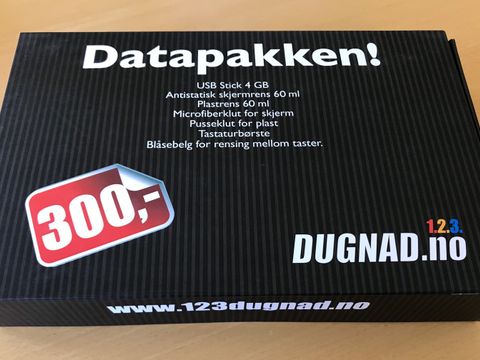 Datapakken!
USB Stick 4 GB
Antistatisk skjermrens 60 ml
Plastrens 60 ml
Microfiberklut for skjerm
Pusseklut for plast
Tastaturbørste
Blåsebelg for rensing mellom taster.
300,-
1.2.3.
DUGNAD.no
www.123dugnad.no